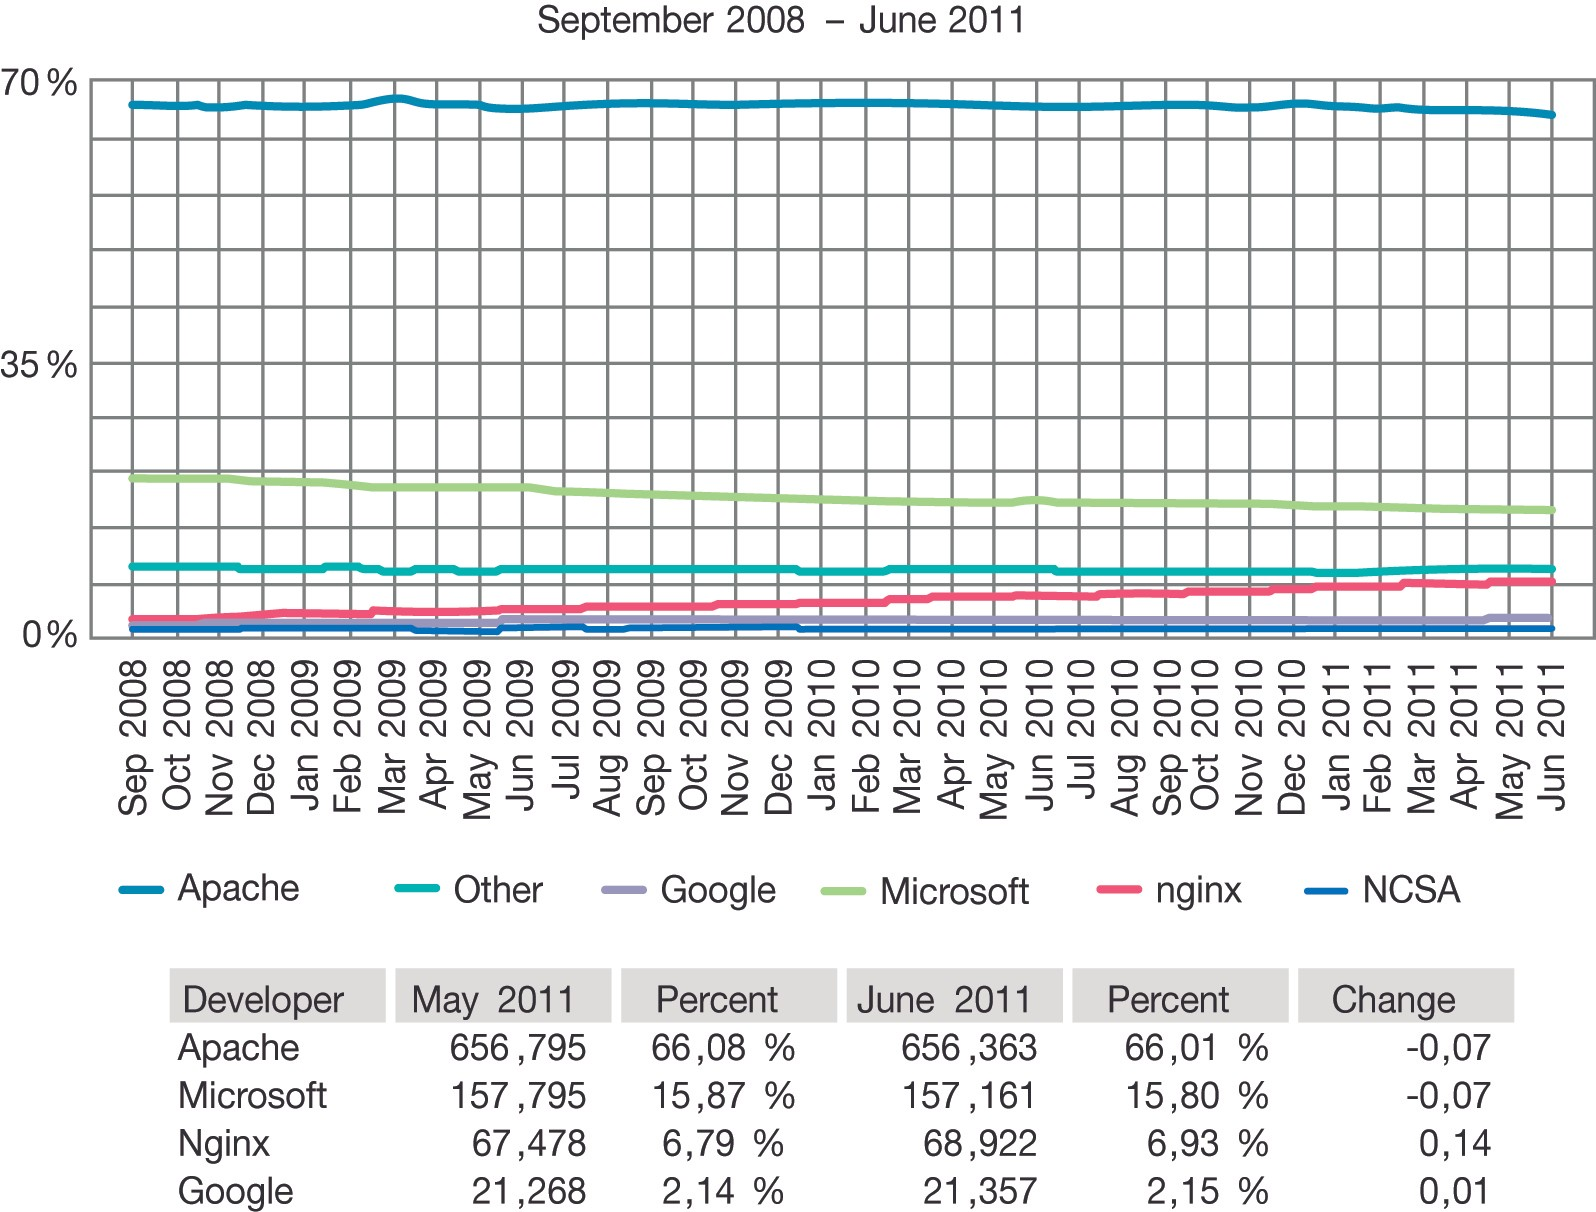 September 2008 – June 2011
70 %
35 %
0 %
Sep 2008
Oct 2008
Nov 2008
Dec 2008
Jan 2009
Feb 2009
Mar 2009
Apr 2009
May 2009
Jun 2009
Jul 2009
Aug 2009
Sep 2009
Oct 2009
Nov 2009
Dec 2009
Jan 2010
Feb 2010
Mar 2010
Apr 2010
May 2010
Jun 2010
Jul 2010
Aug 2010
Sep 2010
Oct 2010
Nov 2010
Dec 2010
Jan 2011
Feb 2011
Mar 2011
Apr 2011
May 2011
Jun 2011
Apache Other Google Microsoft nginx NCSA
Developer May 2011 Percent June 2011 Percent Change
Apache 656,795 66,08 % 656,363 66,01 % -0,07
Microsoft 157,795 15,87 % 157,161 15,80 % -0,07
Nginx 67,478 6,79 % 68,922 6,93 % 0,14
Google 21,268 2,14 % 21,357 2,15 % 0,01